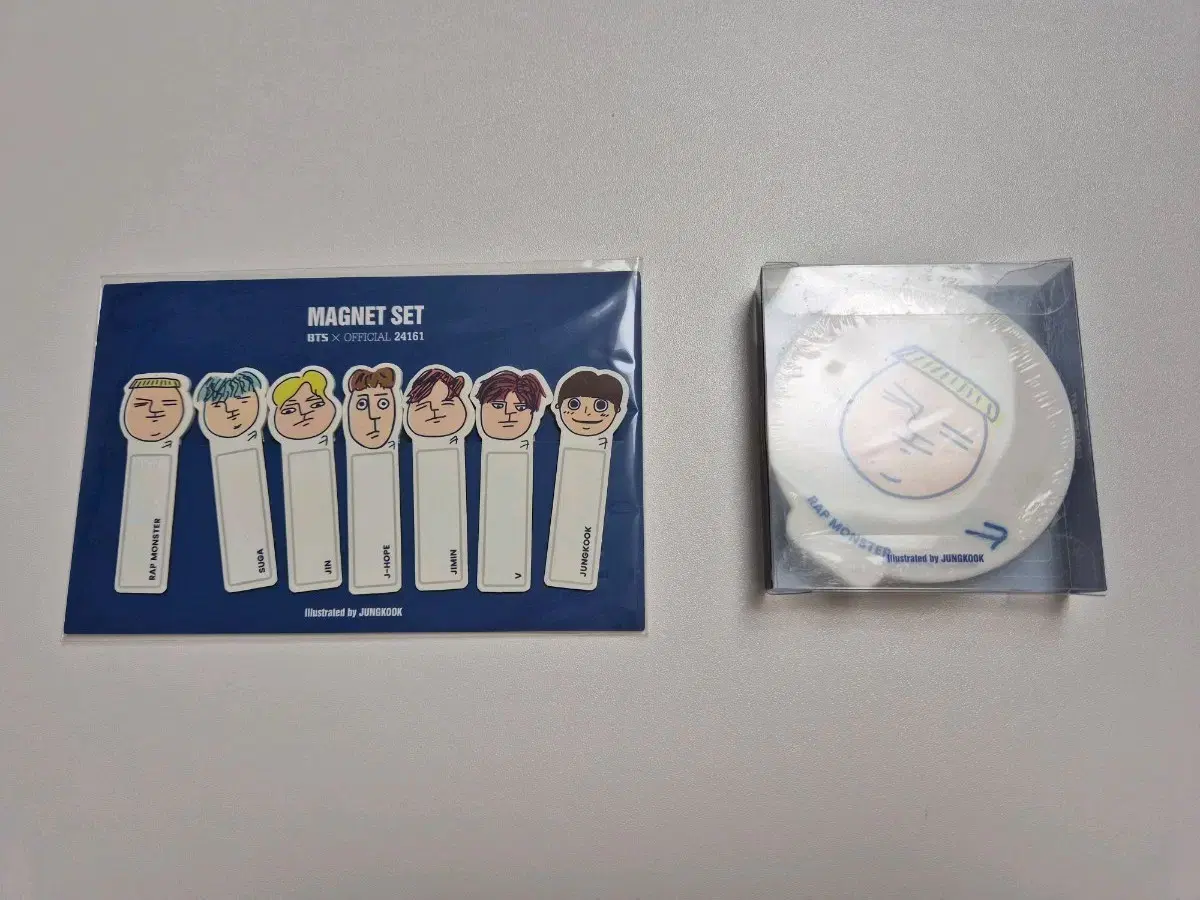 MAGNET SET
BTS × OFFICIAL 24161
RAP MONSTER
SUGA
JIN
J-HOPE
JIMIN
V
JUNGKOOK
Illustrated by JUNGKOOK
RAP MONSTER
Illustrated by JUNGKOOK